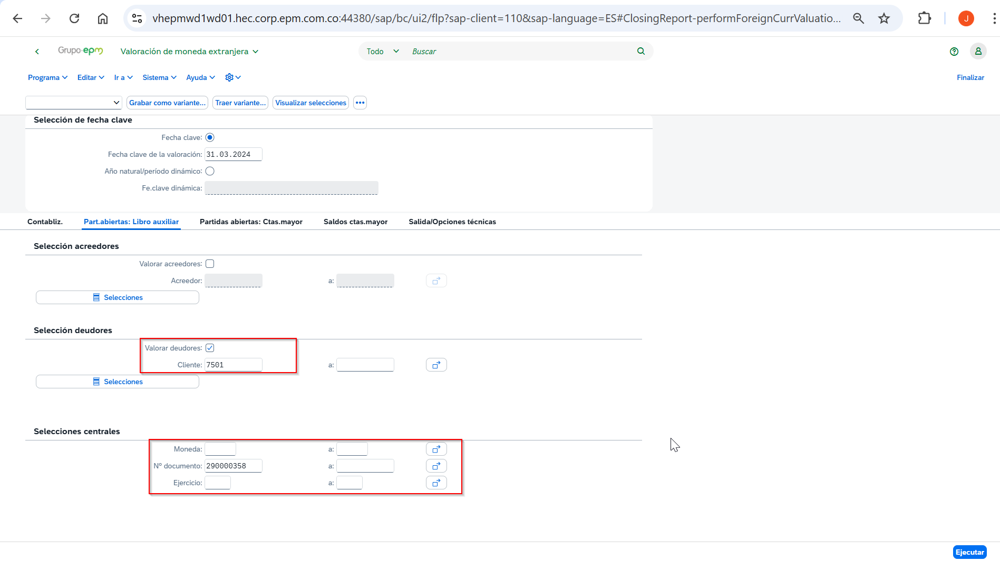 vhepmwd1wd01.hec.corp.epm.com.co:44380/sap/bc/ui2/flp?sap-client=110&sap-language=ES#ClosingReport-performForeignCurrValuatio...
J
Grupo·epm
Valoración de moneda extranjera
Todo
Buscar
Programa
Editar
Ir a
Sistema
Ayuda
Finalizar
Grabar como variante...
Traer variante...
Visualizar selecciones
Selección de fecha clave
Fecha clave:
Fecha clave de la valoración: 31.03.2024
Año natural/período dinámico:
Fe.clave dinámica:
Contabliz.
Part.abiertas: Libro auxiliar
Partidas abiertas: Ctas.mayor
Saldos ctas.mayor
Salida/Opciones técnicas
Selección acreedores
Valorar acreedores:
Acreedor: a:
Selecciones
Selección deudores
Valorar deudores:
Cliente: 7501 a:
Selecciones
Selecciones centrales
Moneda: a:
Nº documento: 290000358 a:
Ejercicio: a:
Ejecutar